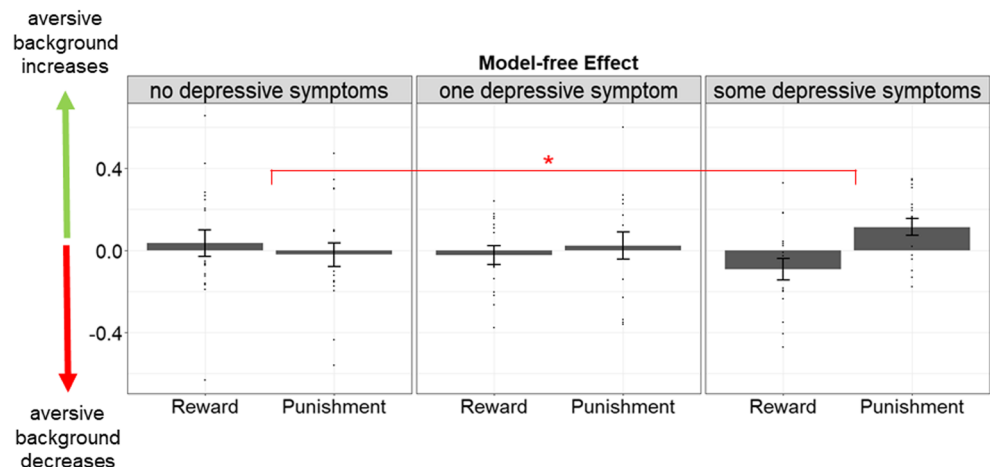 aversive
background
increases
Model-free Effect
no depressive symptoms
one depressive symptom
some depressive symptoms
*
0.4
0.0
-0.4
Reward
Punishment
Reward
Punishment
Reward
Punishment
aversive
background
decreases